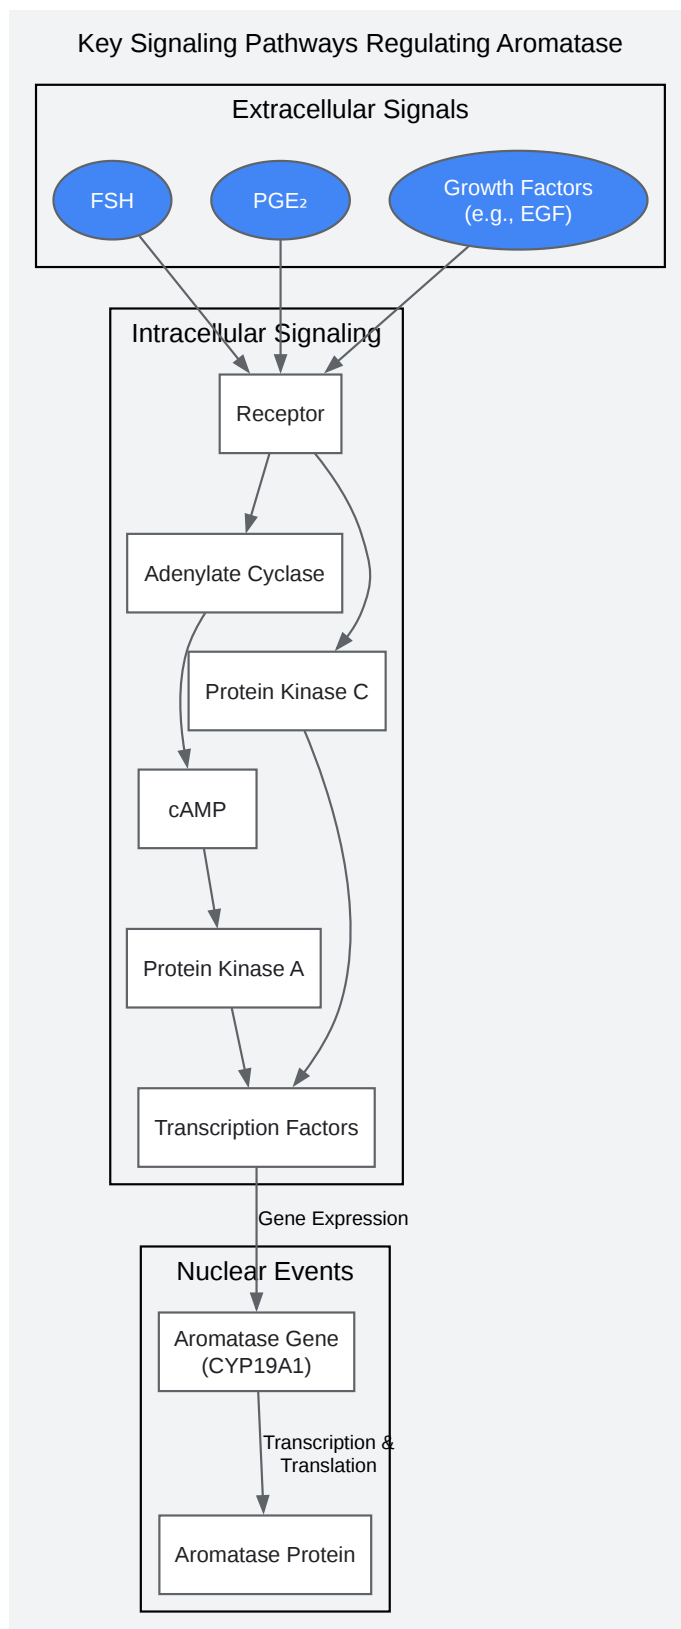 Key Signaling Pathways Regulating Aromatase
Extracellular Signals
FSH
PGE₂
Growth Factors
(e.g., EGF)
Intracellular Signaling
Receptor
Adenylate Cyclase
Protein Kinase C
cAMP
Protein Kinase A
Transcription Factors
Gene Expression
Nuclear Events
Aromatase Gene
(CYP19A1)
Transcription &
Translation
Aromatase Protein